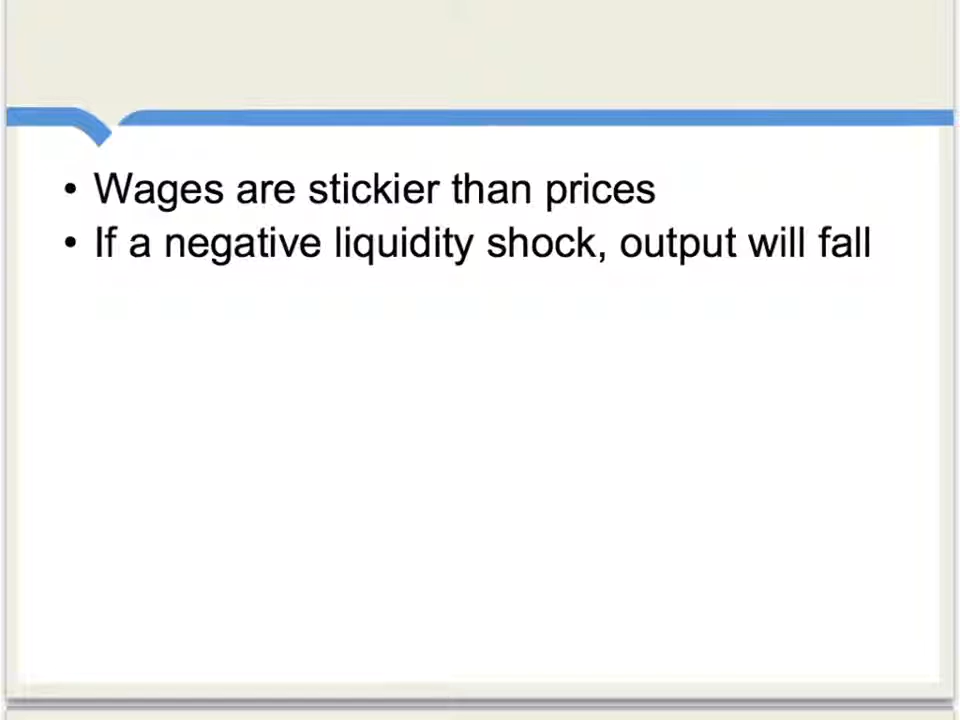 • Wages are stickier than prices
• If a negative liquidity shock, output will fall